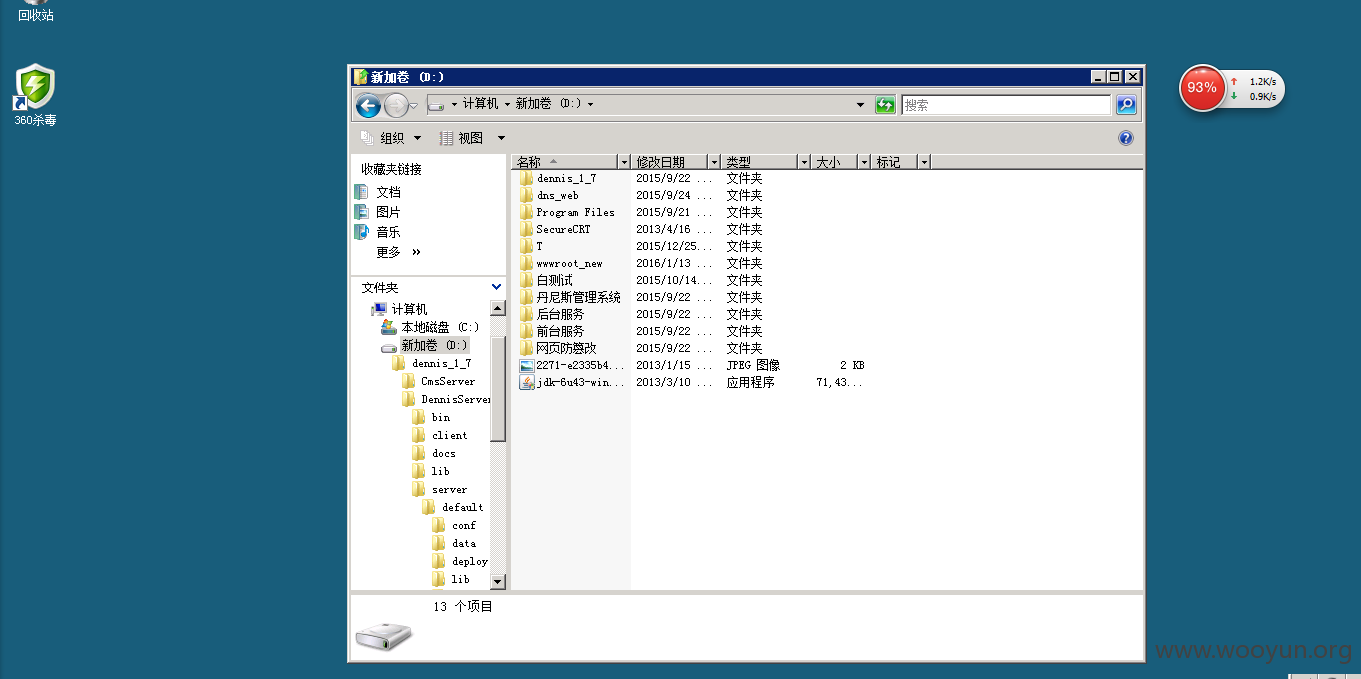 回收站
360杀毒
新加卷 (D:)
计算机 新加卷 (D:)
搜索
93%
1.2K/s
0.9K/s
组织 视图
收藏夹链接
文档
图片
音乐
更多 »
文件夹
计算机
本地磁盘 (C:)
新加卷 (D:)
dennis_1_7
CmsServer
DennisServer
bin
client
docs
lib
server
default
conf
data
deploy
lib
名称 修改日期 类型 大小 标记
dennis_1_7 2015/9/22 ... 文件夹
dns_web 2015/9/24 ... 文件夹
Program Files 2015/9/21 ... 文件夹
SecureCRT 2013/4/16 ... 文件夹
T 2015/12/25... 文件夹
wwwroot_new 2016/1/13 ... 文件夹
白测试 2015/10/14... 文件夹
丹尼斯管理系统 2015/9/22 ... 文件夹
后台服务 2015/9/22 ... 文件夹
前台服务 2015/9/22 ... 文件夹
网页防篡改 2015/9/22 ... 文件夹
2271-e2335b4... 2013/1/15 ... JPEG 图像 2 KB
jdk-6u43-win... 2013/3/10 ... 应用程序 71,43...
13 个项目
www.wooyun.org